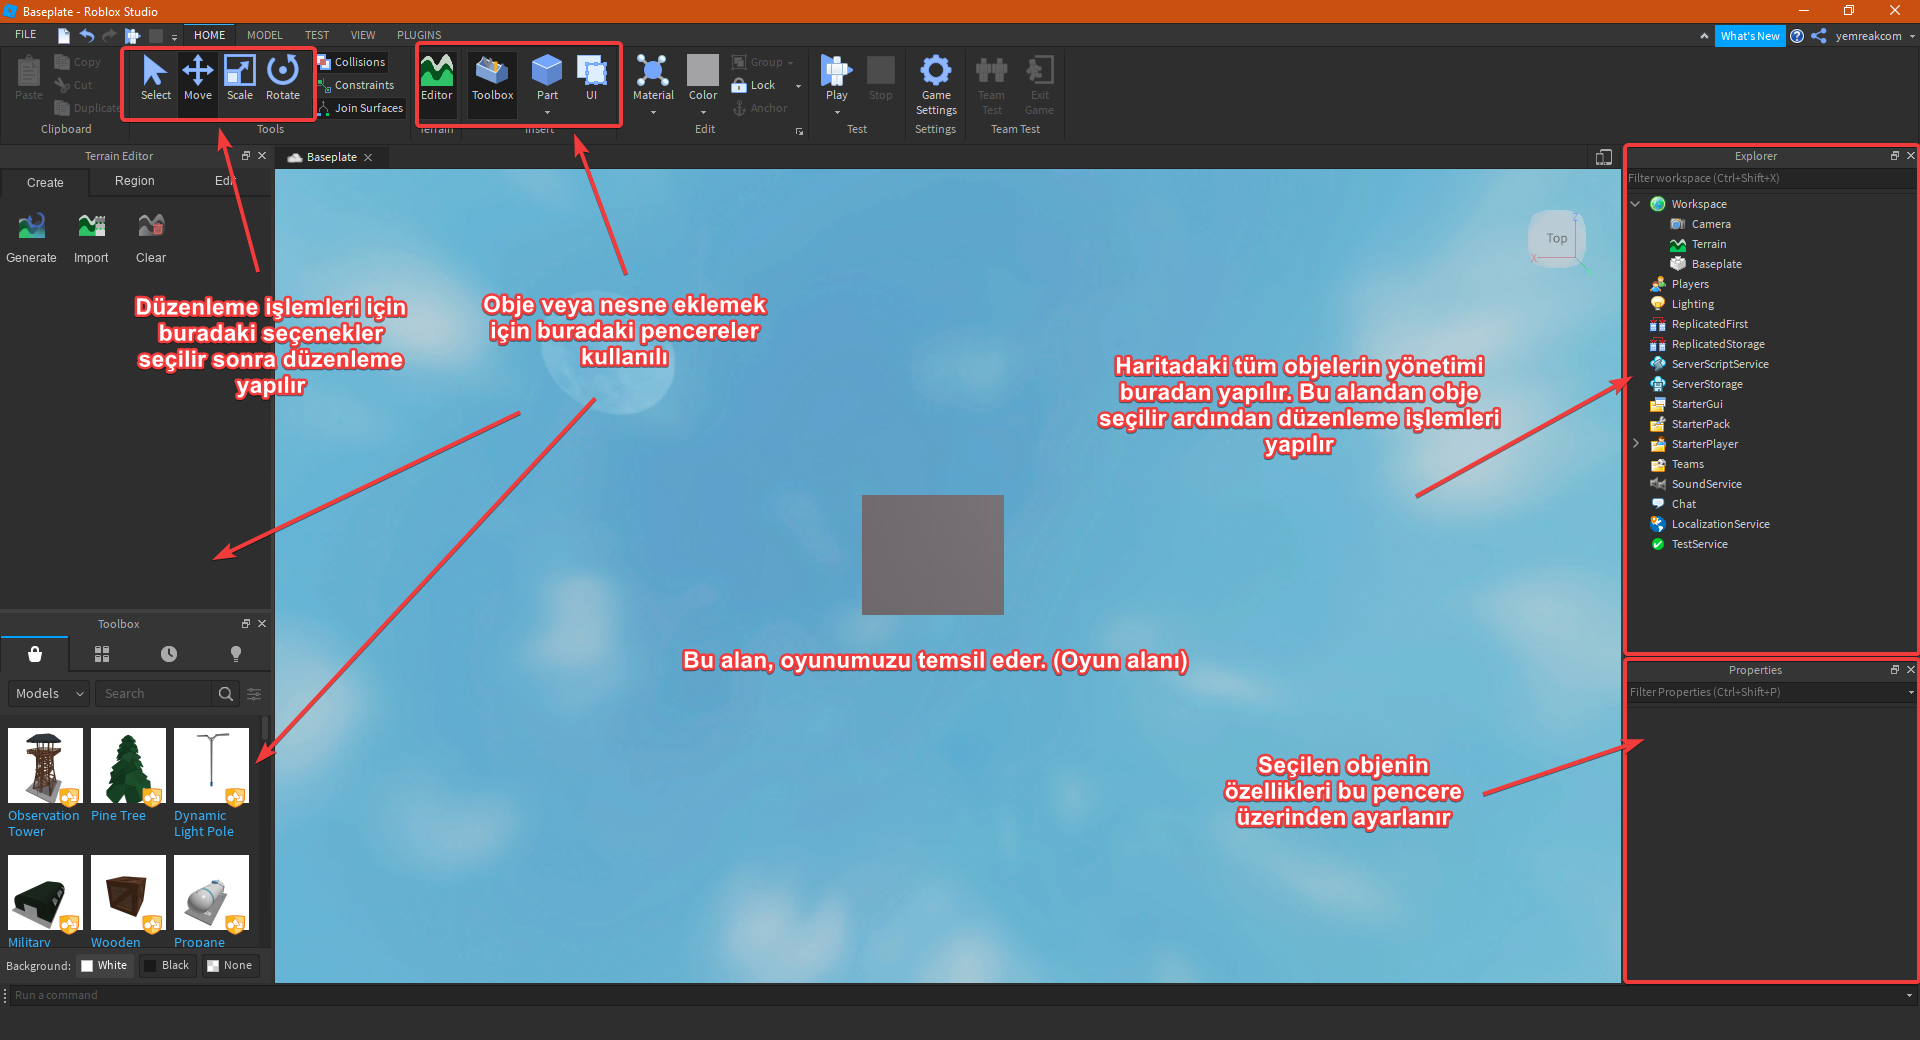 Baseplate - Roblox Studio
FILE
HOME
MODEL
TEST
VIEW
PLUGINS
What's New
yemreakcom
Paste
Copy
Cut
Duplicate
Clipboard
Select
Move
Scale
Rotate
Tools
Collisions
Constraints
Join Surfaces
Editor
Terrain
Toolbox
Part
UI
Insert
Material
Color
Group
Lock
Anchor
Edit
Play
Stop
Test
Game
Settings
Settings
Team
Test
Exit
Game
Team Test
Terrain Editor
Create
Region
Edit
Generate
Import
Clear
Baseplate
Top
Z
X
Düzenleme işlemleri için
buradaki seçenekler
seçilir sonra düzenleme
yapılır
Obje veya nesne eklemek
için buradaki pencereler
kullanılı
Haritadaki tüm objelerin yönetimi
buradan yapılır. Bu alandan obje
seçilir ardından düzenleme işlemleri
yapılır
Bu alan, oyunumuzu temsil eder. (Oyun alanı)
Seçilen objenin
özellikleri bu pencere
üzerinden ayarlanır
Explorer
Filter workspace (Ctrl+Shift+X)
Workspace
Camera
Terrain
Baseplate
Players
Lighting
ReplicatedFirst
ReplicatedStorage
ServerScriptService
ServerStorage
StarterGui
StarterPack
StarterPlayer
Teams
SoundService
Chat
LocalizationService
TestService
Properties
Filter Properties (Ctrl+Shift+P)
Toolbox
Models
Search
Observation
Tower
Pine Tree
Dynamic
Light Pole
Military
Wooden
Propane
Background:
White
Black
None
Run a command